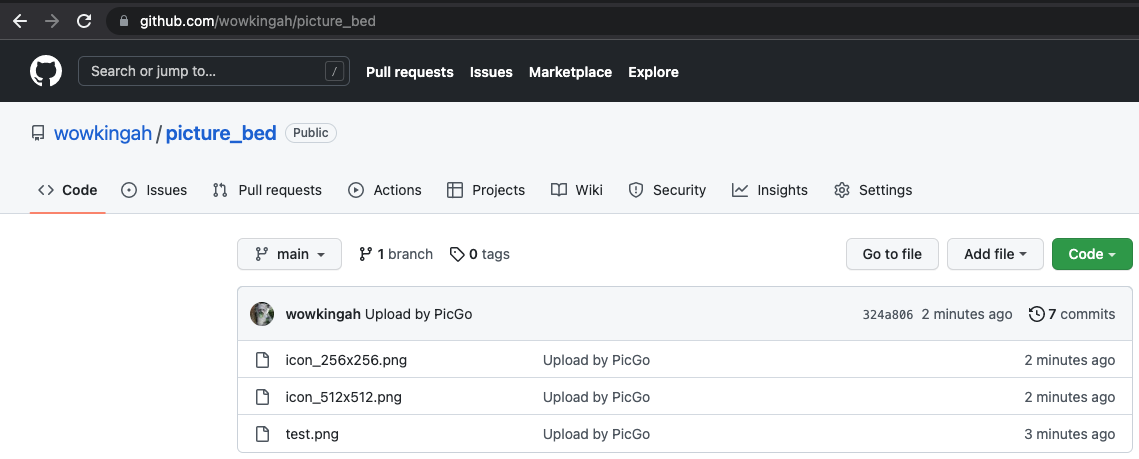 github.com/wowkingah/picture_bed
Search or jump to... / Pull requests Issues Marketplace Explore
wowkingah / picture_bed Public
Code Issues Pull requests Actions Projects Wiki Security Insights Settings
main 1 branch 0 tags Go to file Add file Code
wowkingah Upload by PicGo 324a806 2 minutes ago 7 commits
icon_256x256.png Upload by PicGo 2 minutes ago
icon_512x512.png Upload by PicGo 2 minutes ago
test.png Upload by PicGo 3 minutes ago